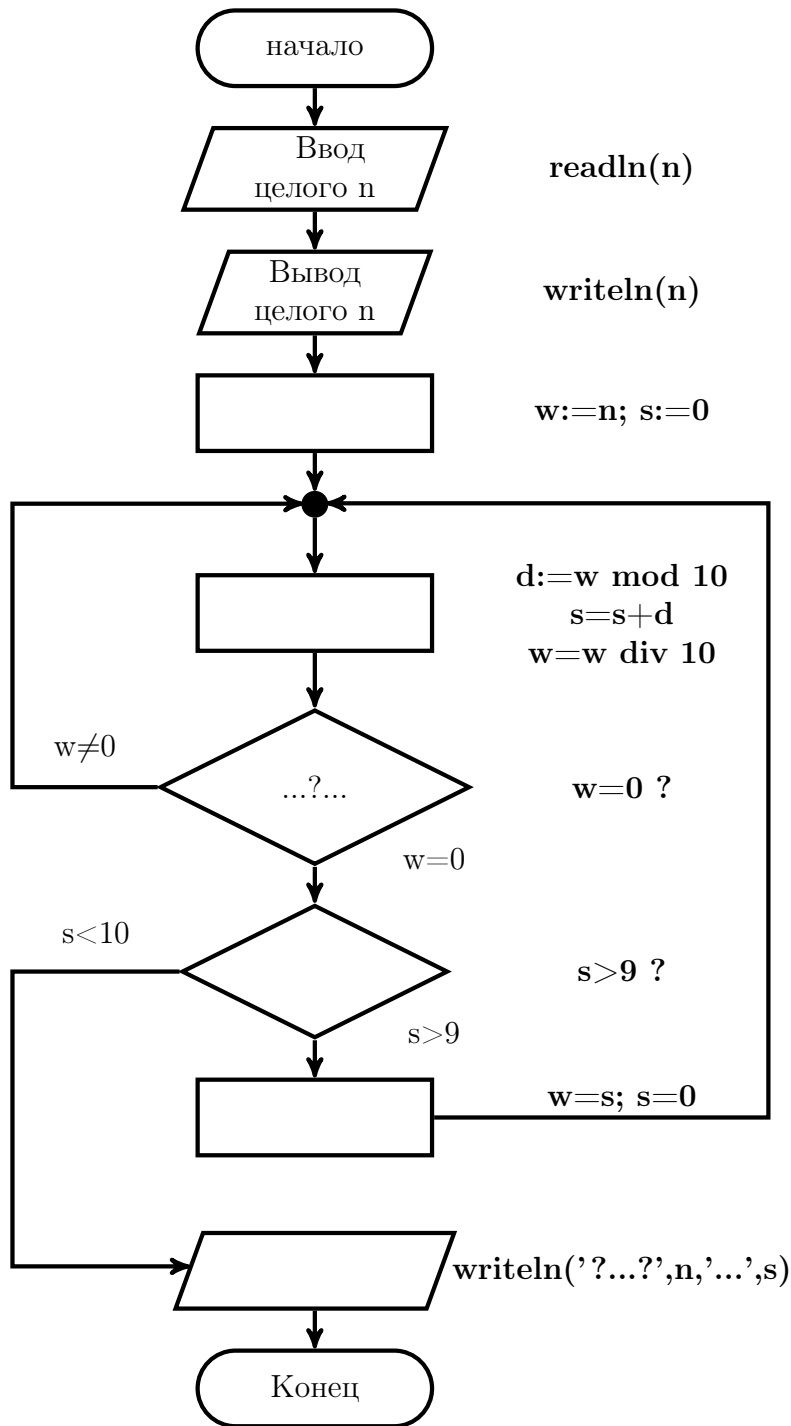 начало
Ввод
целого n
readln(n)
Вывод
целого n
writeln(n)
w:=n; s:=0
d:=w mod 10
s=s+d
w=w div 10
w≠0
...?...
w=0 ?
w=0
s<10
s>9 ?
s>9
w=s; s=0
writeln('?...?',n,'...',s)
Конец